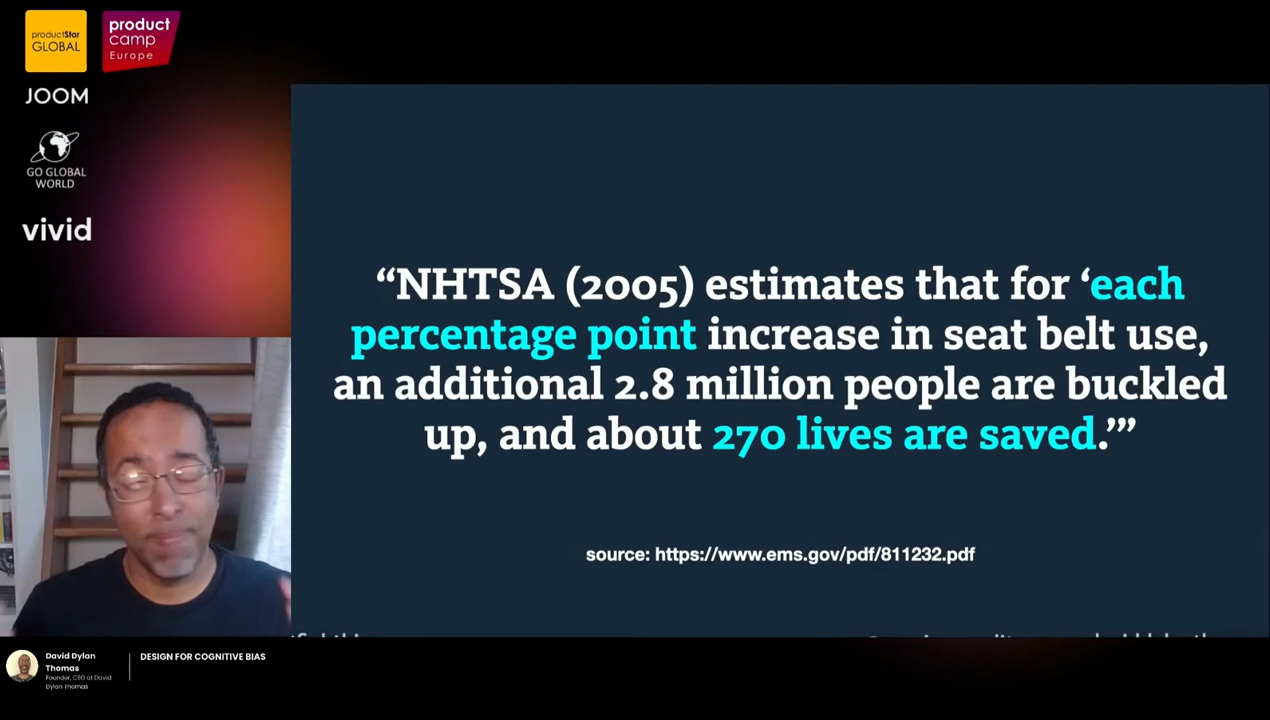 productStar
GLOBAL
product
camp
Europe
JOOM
GO GLOBAL
WORLD
vivid
“NHTSA (2005) estimates that for ‘each
percentage point increase in seat belt use,
an additional 2.8 million people are buckled
up, and about 270 lives are saved.’”
source: https://www.ems.gov/pdf/811232.pdf
David Dylan
Thomas
Founder, CEO at David
Dylan Thomas
DESIGN FOR COGNITIVE BIAS